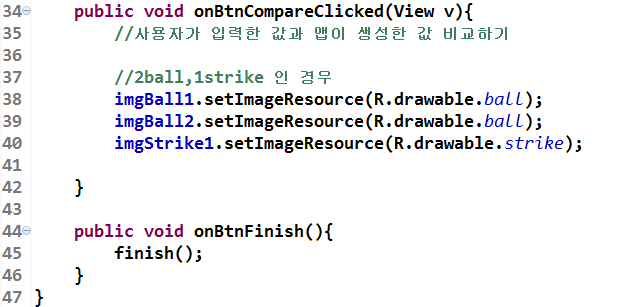 34 public void onBtnCompareClicked(View v){
35 //사용자가 입력한 값과 앱이 생성한 값 비교하기
36
37 //2ball,1strike 인 경우
38 imgBall1.setImageResource(R.drawable.ball);
39 imgBall2.setImageResource(R.drawable.ball);
40 imgStrike1.setImageResource(R.drawable.strike);
41
42 }
43
44 public void onBtnFinish(){
45 finish();
46 }
47 }